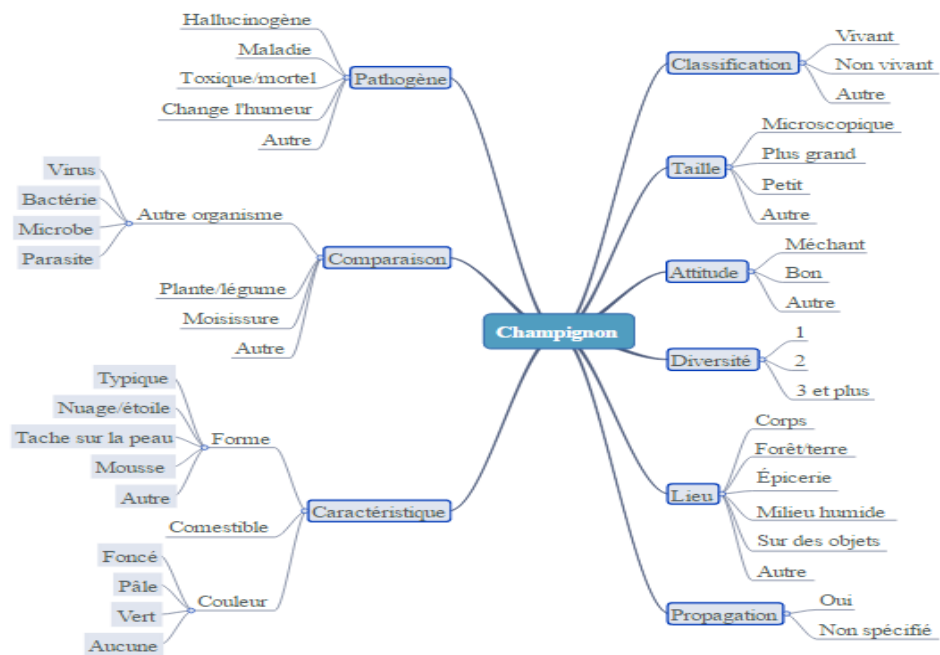 Champignon
Pathogène
Hallucinogène
Maladie
Toxique/mortel
Change l'humeur
Autre
Comparaison
Autre organisme
Virus
Bactérie
Microbe
Parasite
Plante/légume
Moisissure
Autre
Caractéristique
Forme
Typique
Nuage/étoile
Tache sur la peau
Mousse
Autre
Comestible
Couleur
Foncé
Pâle
Vert
Aucune
Classification
Vivant
Non vivant
Autre
Taille
Microscopique
Plus grand
Petit
Autre
Attitude
Méchant
Bon
Autre
Diversité
1
2
3 et plus
Lieu
Corps
Forêt/terre
Épicerie
Milieu humide
Sur des objets
Autre
Propagation
Oui
Non spécifié